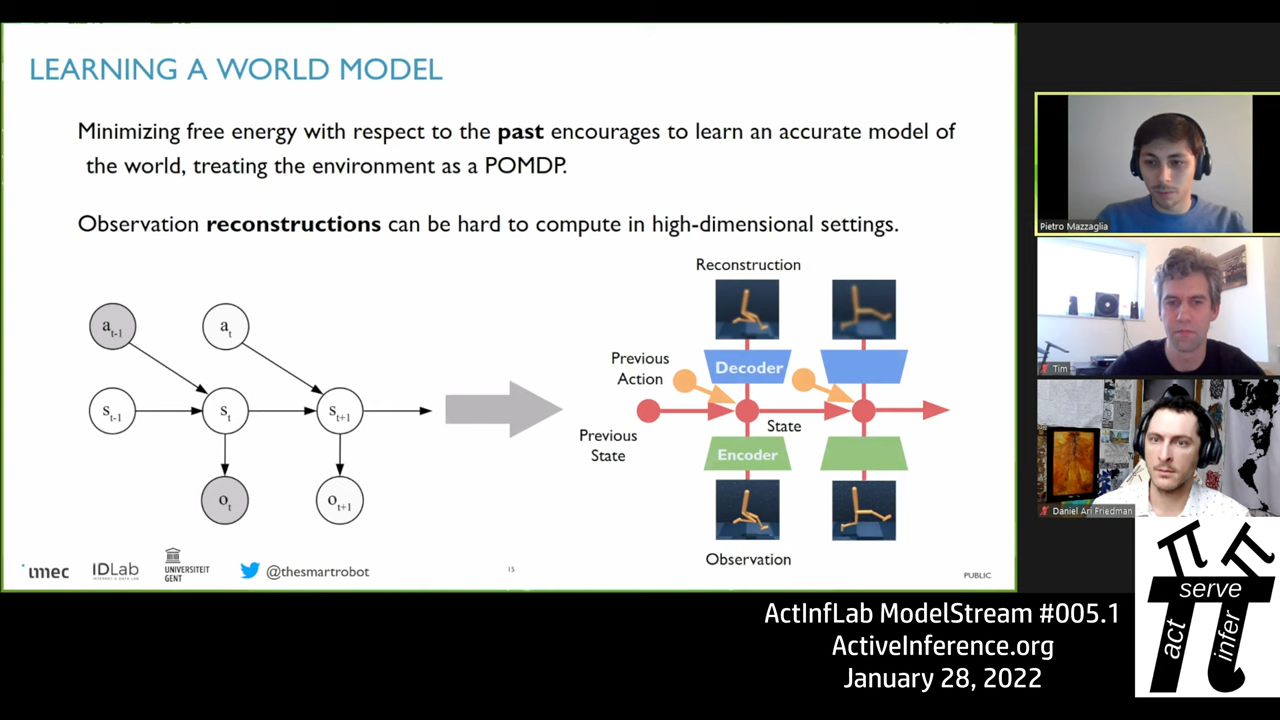 LEARNING A WORLD MODEL
Minimizing free energy with respect to the past encourages to learn an accurate model of
the world, treating the environment as a POMDP.
Observation reconstructions can be hard to compute in high-dimensional settings.
a t-1
a t
s t-1
s t
s t+1
o t
o t+1
Reconstruction
Previous
Action
Decoder
Previous
State
State
Encoder
Observation
imec
IDLab
INTERNET & DATA LAB
UNIVERSITEIT
GENT
@thesmartrobot
15
PUBLIC
Pietro Mazzaglia
Tim
Daniel Ari Friedman
ActInfLab ModelStream #005.1
ActiveInference.org
January 28, 2022
serve
act
infer